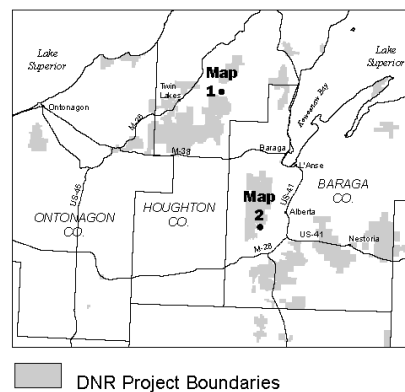 Lake
Superior
Lake
Superior
Twin
Lakes
Map
1
Keweenaw Bay
Ontonagon
M-26
M-38
Baraga
L'Anse
US-45
ONTONAGON
CO.
HOUGHTON
CO.
Map
2
US-41
BARAGA
CO.
Alberta
US-41
M-28
Nestoria
DNR Project Boundaries